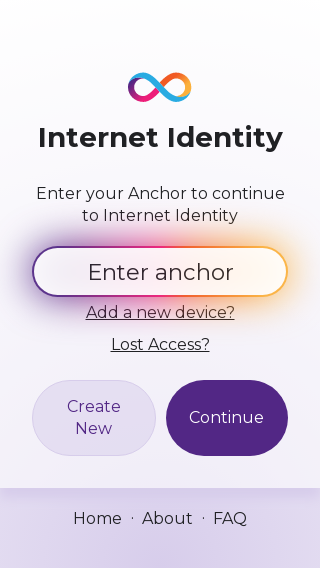 Internet Identity
Enter your Anchor to continue
to Internet Identity
Enter anchor
Add a new device?
Lost Access?
Create
New
Continue
Home · About · FAQ